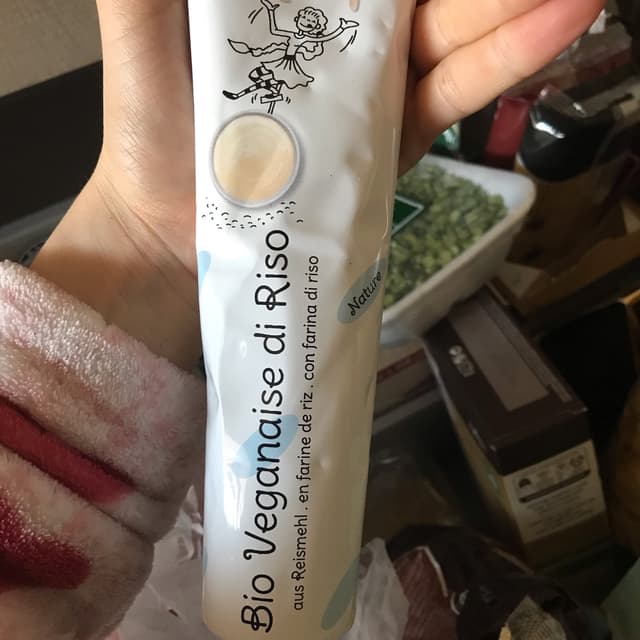 Bio Veganaise di Riso
aus Reismehl . en farine de riz . con farina di riso
Nature